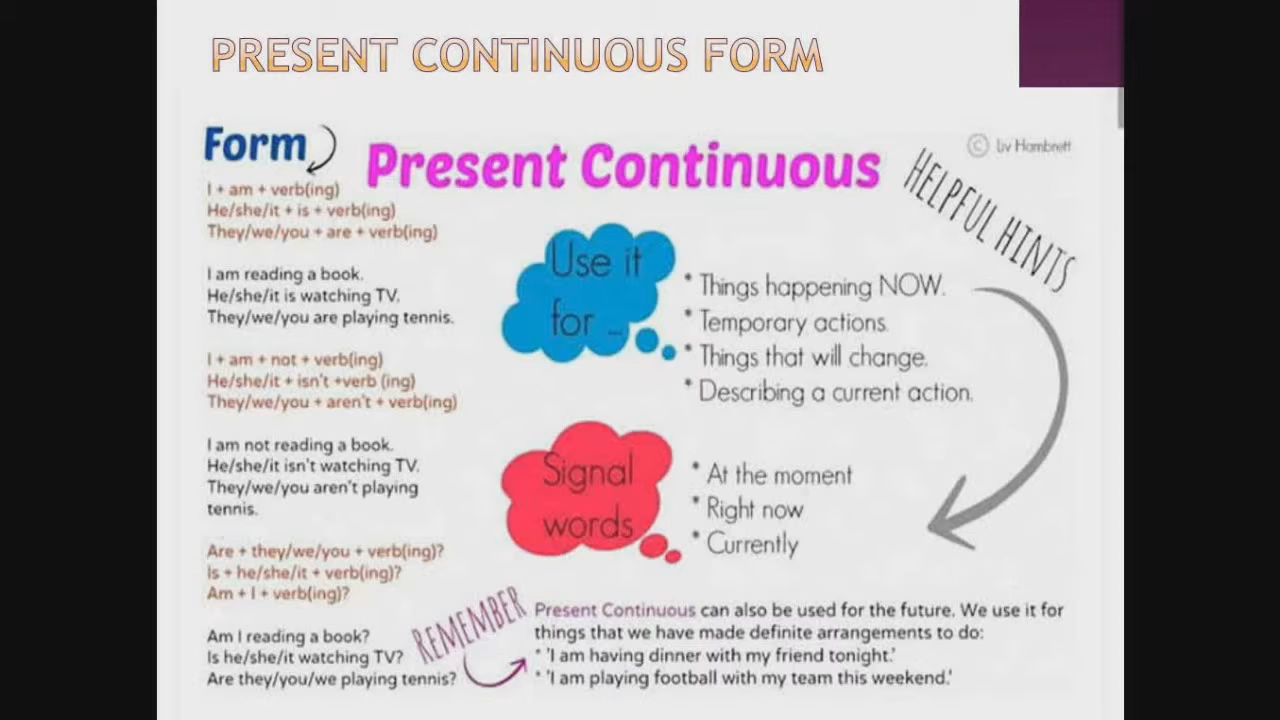 PRESENT CONTINUOUS FORM
Form
Present Continuous
© Liv Hambrett
HELPFUL HINTS
I + am + verb(ing)
He/she/it + is + verb(ing)
They/we/you + are + verb(ing)
I am reading a book.
He/she/it is watching TV.
They/we/you are playing tennis.
I + am + not + verb(ing)
He/she/it + isn't +verb (ing)
They/we/you + aren't + verb(ing)
I am not reading a book.
He/she/it isn't watching TV.
They/we/you aren't playing
tennis.
Are + they/we/you + verb(ing)?
Is + he/she/it + verb(ing)?
Am + I + verb(ing)?
Am I reading a book?
Is he/she/it watching TV?
Are they/you/we playing tennis?
Use it
for ...
* Things happening NOW.
* Temporary actions.
* Things that will change.
* Describing a current action.
Signal
words
* At the moment
* Right now
* Currently
REMEMBER
Present Continuous can also be used for the future. We use it for
things that we have made definite arrangements to do:
* 'I am having dinner with my friend tonight.'
* 'I am playing football with my team this weekend.'